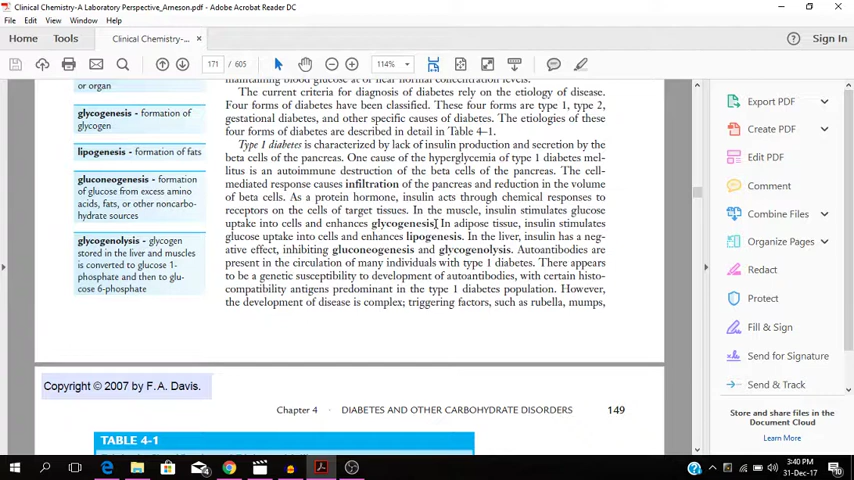 Clinical Chemistry-A Laboratory Perspective_Arneson.pdf - Adobe Acrobat Reader DC
File Edit View Window Help
Home Tools Clinical Chemistry-... × Sign In
171 / 605 114%
or organ
glycogenesis - formation of
glycogen
lipogenesis - formation of fats
gluconeogenesis - formation
of glucose from excess amino
acids, fats, or other noncarbo-
hydrate sources
glycogenolysis - glycogen
stored in the liver and muscles
is converted to glucose 1-
phosphate and then to glu-
cose 6-phosphate
maintaining blood glucose at or near normal concentration levels.
The current criteria for diagnosis of diabetes rely on the etiology of disease.
Four forms of diabetes have been classified. These four forms are type 1, type 2,
gestational diabetes, and other specific causes of diabetes. The etiologies of these
four forms of diabetes are described in detail in Table 4–1.
Type 1 diabetes is characterized by lack of insulin production and secretion by the
beta cells of the pancreas. One cause of the hyperglycemia of type 1 diabetes mel-
litus is an autoimmune destruction of the beta cells of the pancreas. The cell-
mediated response causes infiltration of the pancreas and reduction in the volume
of beta cells. As a protein hormone, insulin acts through chemical responses to
receptors on the cells of target tissues. In the muscle, insulin stimulates glucose
uptake into cells and enhances glycogenesis. In adipose tissue, insulin stimulates
glucose uptake into cells and enhances lipogenesis. In the liver, insulin has a neg-
ative effect, inhibiting gluconeogenesis and glycogenolysis. Autoantibodies are
present in the circulation of many individuals with type 1 diabetes. There appears
to be a genetic susceptibility to development of autoantibodies, with certain histo-
compatibility antigens predominant in the type 1 diabetes population. However,
the development of disease is complex; triggering factors, such as rubella, mumps,
Copyright © 2007 by F.A. Davis.
Chapter 4 · DIABETES AND OTHER CARBOHYDRATE DISORDERS 149
TABLE 4-1
Export PDF
Create PDF
Edit PDF
Comment
Combine Files
Organize Pages
Redact
Protect
Fill & Sign
Send for Signature
Send & Track
Store and share files in the
Document Cloud
Learn More
3:40 PM
31-Dec-17